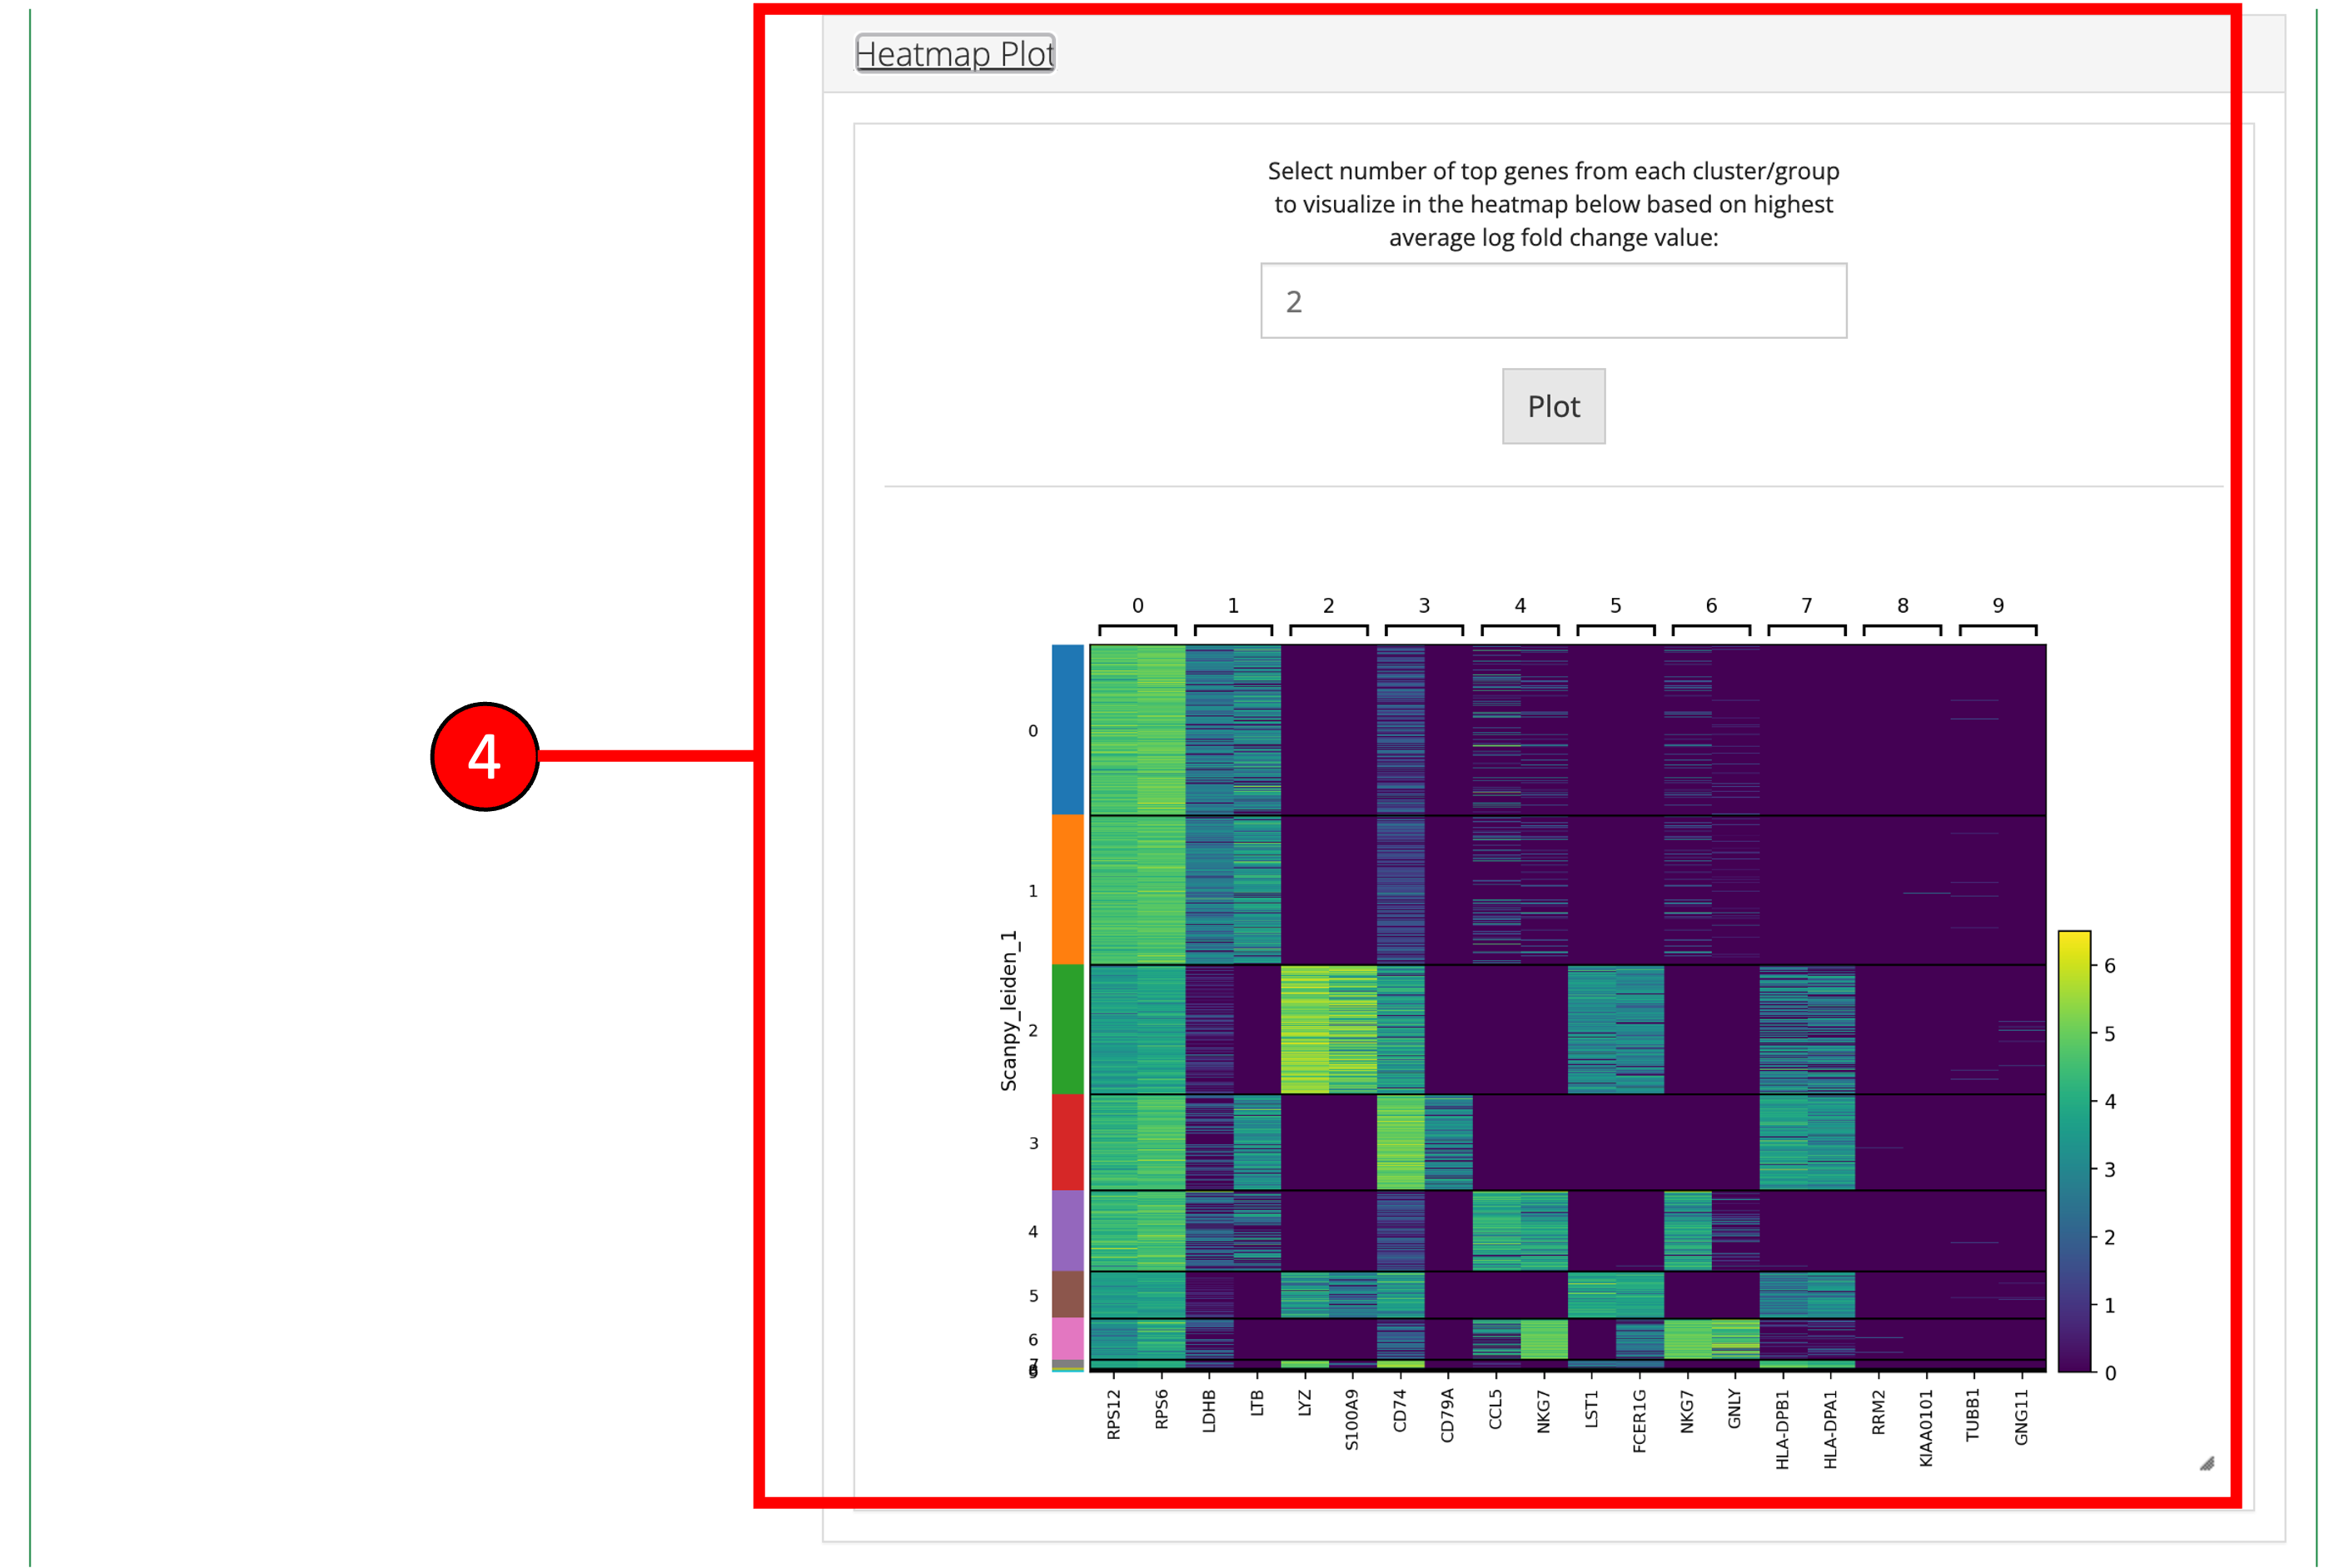 Heatmap Plot
Select number of top genes from each cluster/group
to visualize in the heatmap below based on highest
average log fold change value:
2
Plot
4
0 1 2 3 4 5 6 7 8 9
Scanpy_leiden_1
0
1
2
3
4
5
6
7
9
6
5
4
3
2
1
0
RPS12
RPS6
LDHB
LTB
LYZ
S100A9
CD74
CD79A
CCL5
NKG7
LST1
FCER1G
NKG7
GNLY
HLA-DPB1
HLA-DPA1
RRM2
KIAA0101
TUBB1
GNG11